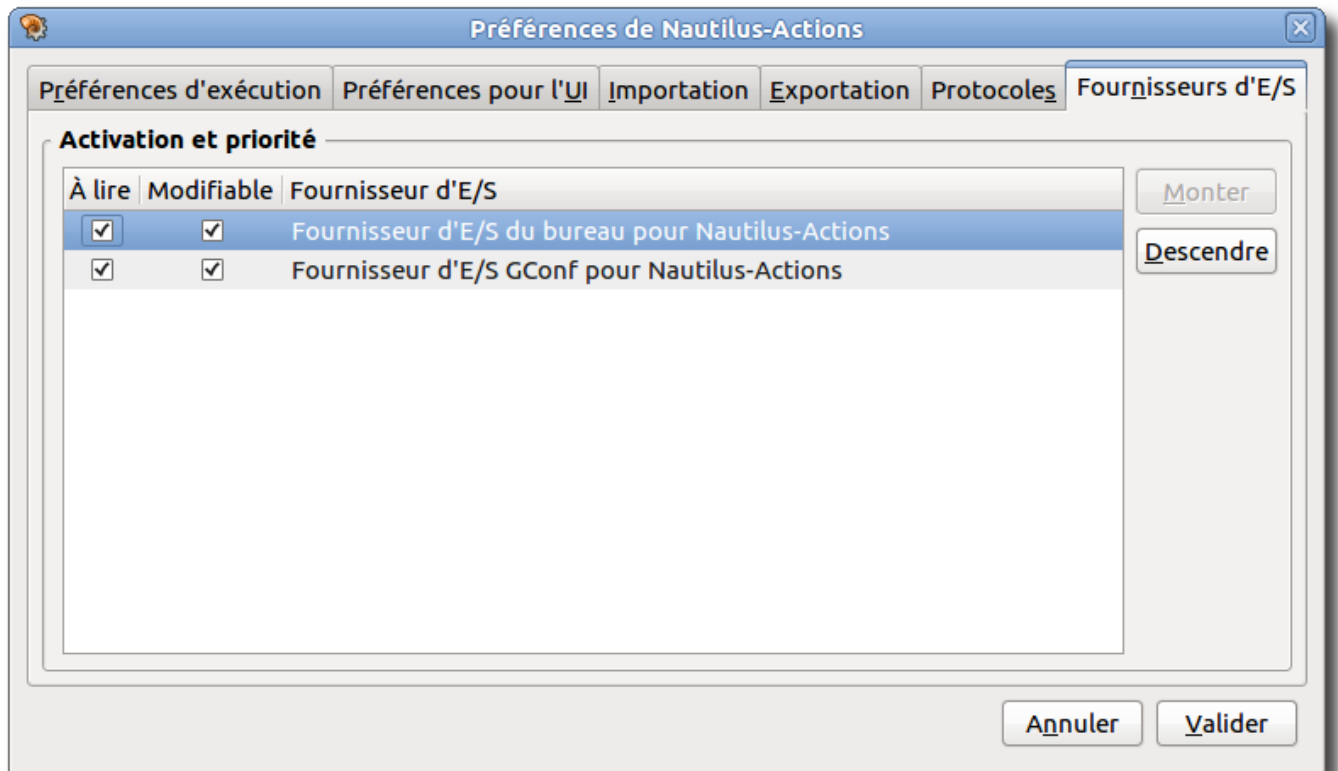 Préférences de Nautilus-Actions
Préférences d'exécution Préférences pour l'UI Importation Exportation Protocoles Fournisseurs d'E/S
Activation et priorité
À lire Modifiable Fournisseur d'E/S
Monter
Fournisseur d'E/S du bureau pour Nautilus-Actions
Descendre
Fournisseur d'E/S GConf pour Nautilus-Actions
Annuler Valider